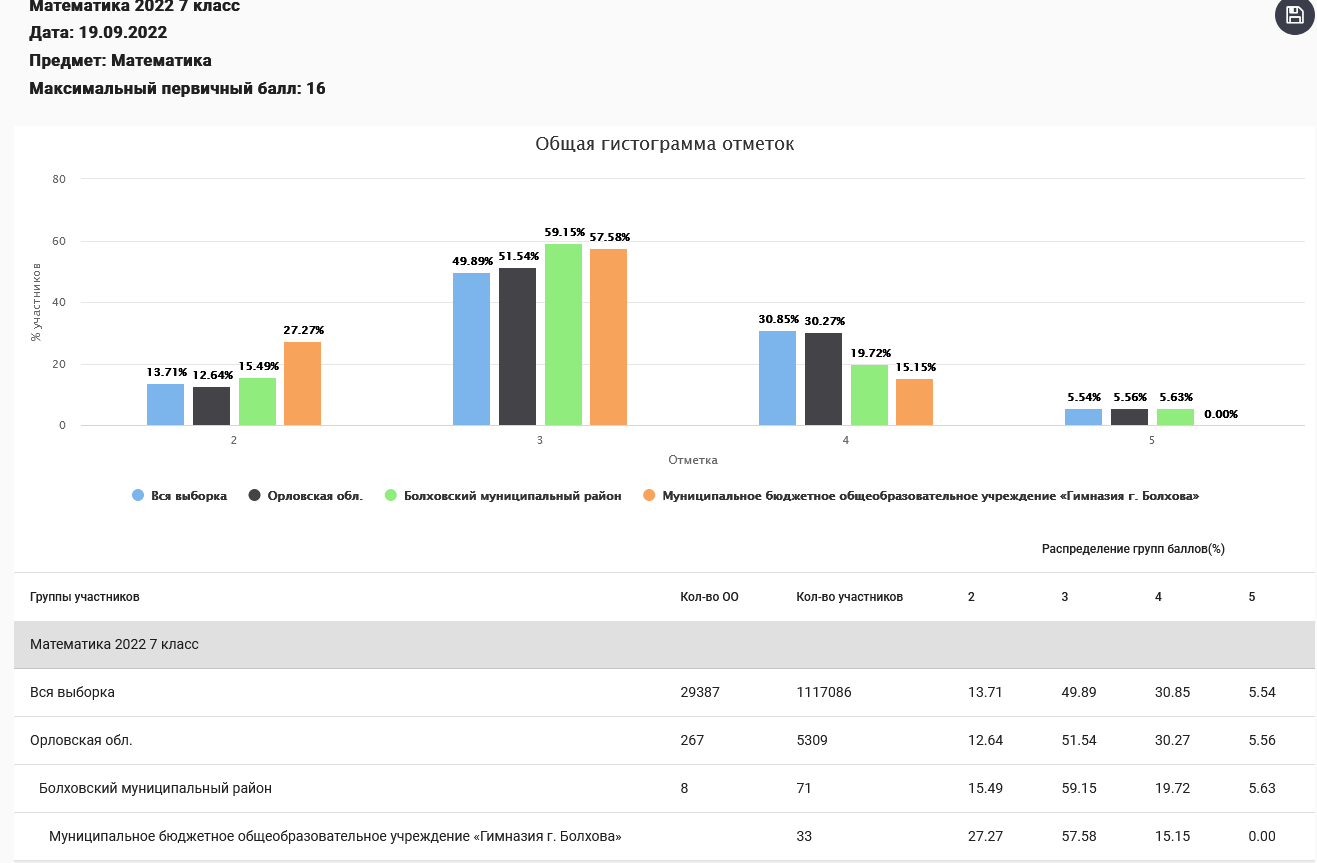 Математика 2022 7 класс
Дата: 19.09.2022
Предмет: Математика
Максимальный первичный балл: 16
Общая гистограмма отметок
% участников
80
60
40
20
0
13.71% 12.64% 15.49% 27.27%
49.89% 51.54% 59.15% 57.58%
30.85% 30.27% 19.72% 15.15%
5.54% 5.56% 5.63% 0.00%
2 3 4 5
Отметка
Вся выборка Орловская обл. Болховский муниципальный район Муниципальное бюджетное общеобразовательное учреждение «Гимназия г. Болхова»
Распределение групп баллов(%)
Группы участников Кол-во ОО Кол-во участников 2 3 4 5
Математика 2022 7 класс
Вся выборка 29387 1117086 13.71 49.89 30.85 5.54
Орловская обл. 267 5309 12.64 51.54 30.27 5.56
Болховский муниципальный район 8 71 15.49 59.15 19.72 5.63
Муниципальное бюджетное общеобразовательное учреждение «Гимназия г. Болхова» 33 27.27 57.58 15.15 0.00